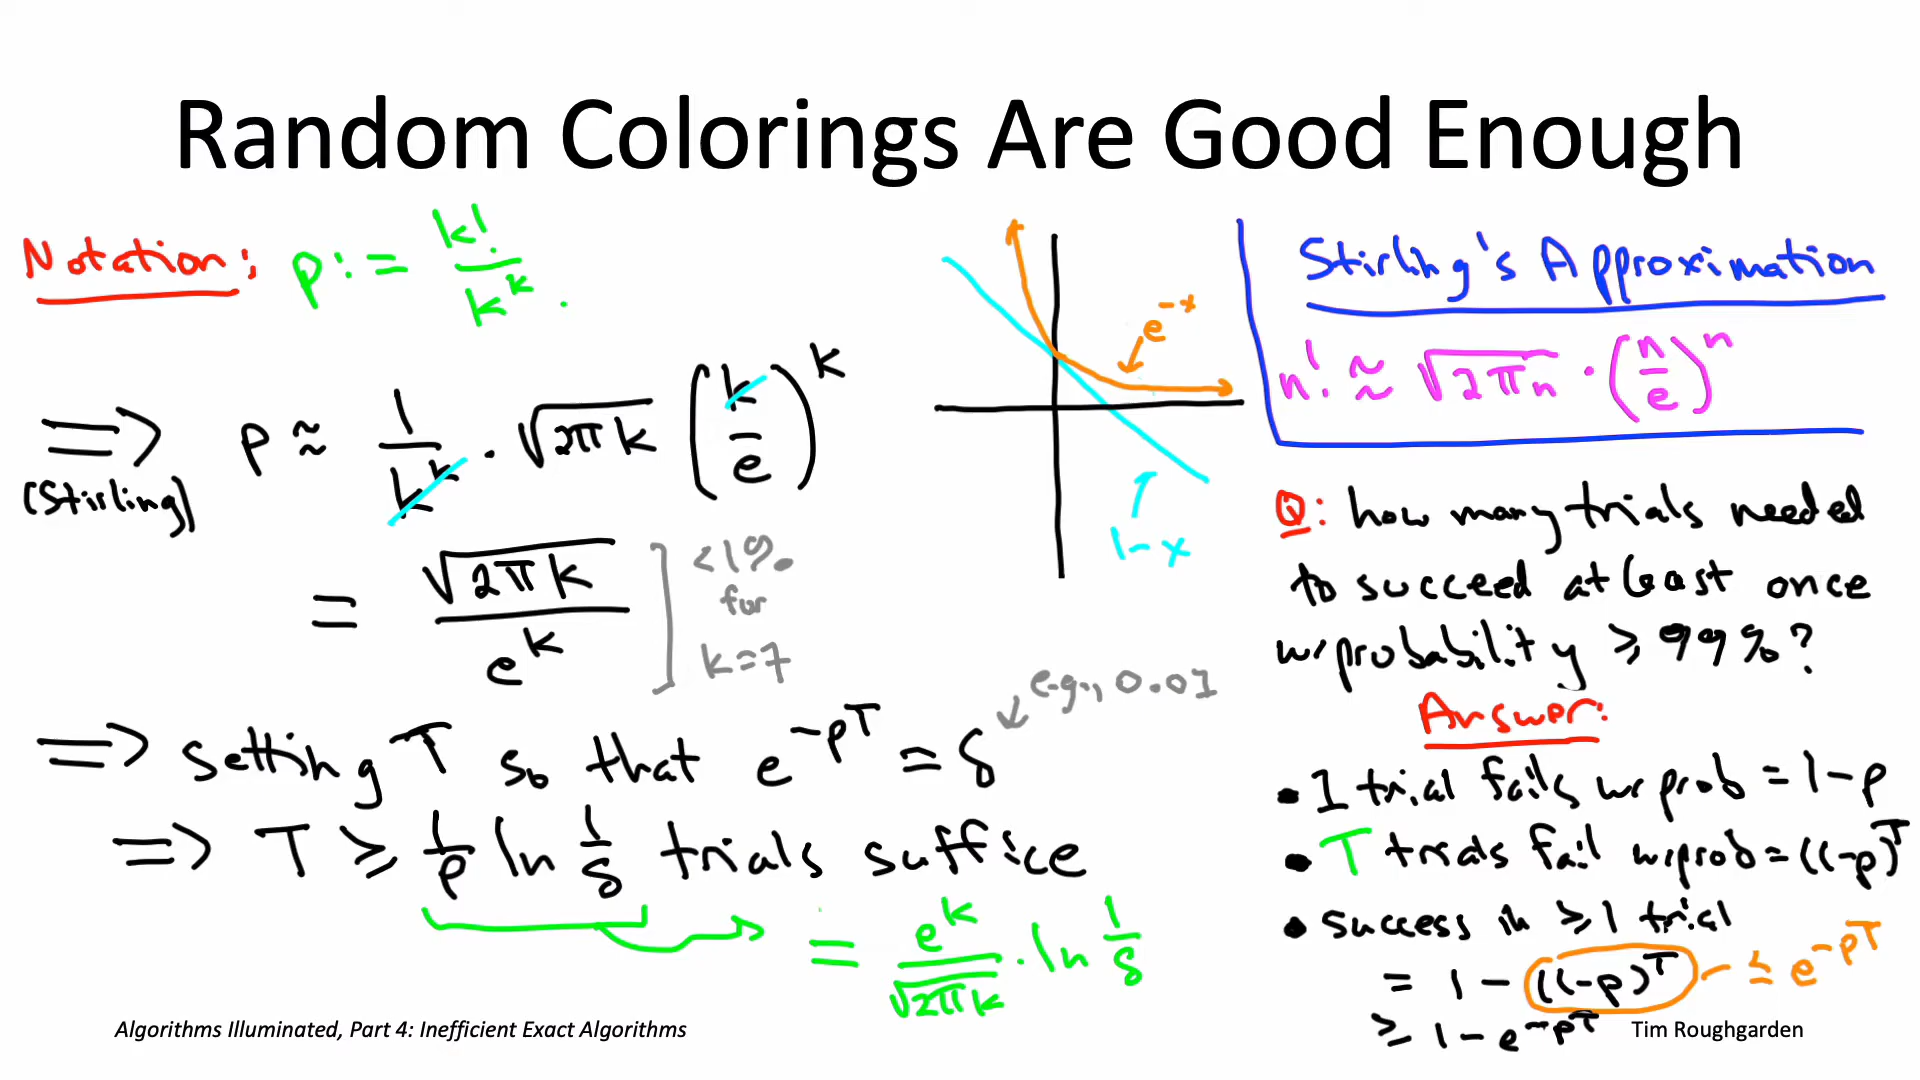 Random Colorings Are Good Enough
Notation: p := k! / k^k .
⟹ (Stirling) p ≈ 1/k^k · √(2πk) (k/e)^k
= √(2πk) / e^k ] <1% for k=7
⟹ setting T so that e^(-pT) = δ ↙ e.g., 0.01
⟹ T ≥ 1/p ln 1/δ trials suffice
= e^k / √(2πk) · ln 1/δ
e^-x
1-x
Stirling's Approximation
n! ≈ √(2πn) · (n/e)^n
Q: how many trials needed
to succeed at least once
w/probability ≥ 99%?
Answer:
• 1 trial fails w/ prob = 1-p
• T trials fail w/prob = (1-p)^T
• success in ≥1 trial
= 1 - (1-p)^T - ≤ e^-pT
≥ 1 - e^-pT
Algorithms Illuminated, Part 4: Inefficient Exact Algorithms
Tim Roughgarden